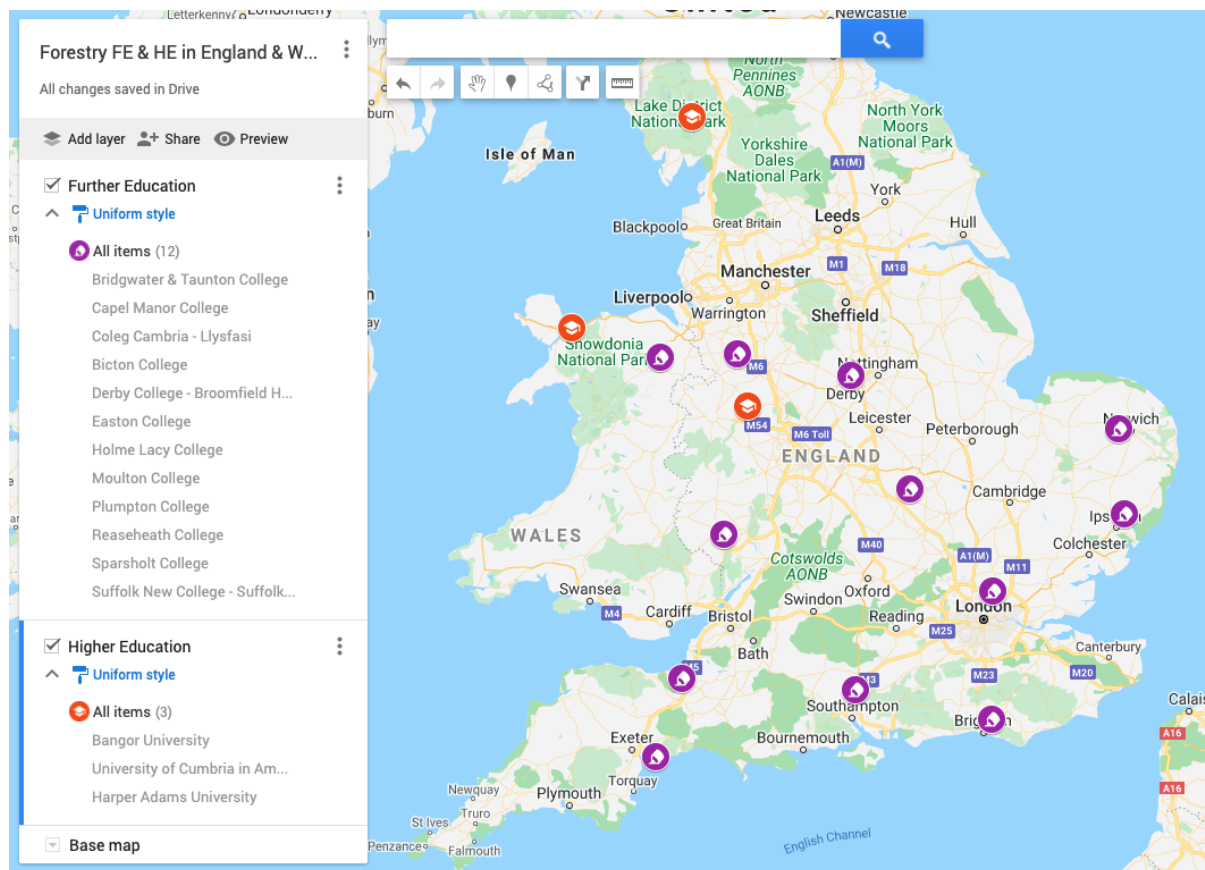 Forestry FE & HE in England & W...
All changes saved in Drive
Add layer Share Preview
Further Education
Uniform style
All items (12)
Bridgwater & Taunton College
Capel Manor College
Coleg Cambria - Llysfasi
Bicton College
Derby College - Broomfield H...
Easton College
Holme Lacy College
Moulton College
Plumpton College
Reaseheath College
Sparsholt College
Suffolk New College - Suffolk...
Higher Education
Uniform style
All items (3)
Bangor University
University of Cumbria in Am...
Harper Adams University
Base map
Letterkenny
Newcastle
North
Pennines
AONB
Lake District
National Park
North York
Moors
National Park
Isle of Man
Yorkshire
Dales
National Park
A1(M)
York
Leeds
Blackpool
Great Britain
Hull
M1
M18
Manchester
Liverpool
Warrington
Sheffield
Snowdonia
National Park
M6
Nottingham
Derby
M54
Leicester
M6 Toll
Peterborough
Norwich
ENGLAND
Cambridge
Ipswich
WALES
Colchester
Cotswolds
AONB
M40
A1(M)
M11
Swansea
Swindon
Oxford
London
M4
Cardiff
Bristol
Reading
M25
Bath
Canterbury
M5
M3
M23
M20
Southampton
Brighton
Calais
Exeter
Bournemouth
A16
Torquay
Newquay
Plymouth
A16
Truro
St Ives
Penzance
Falmouth
English Channel